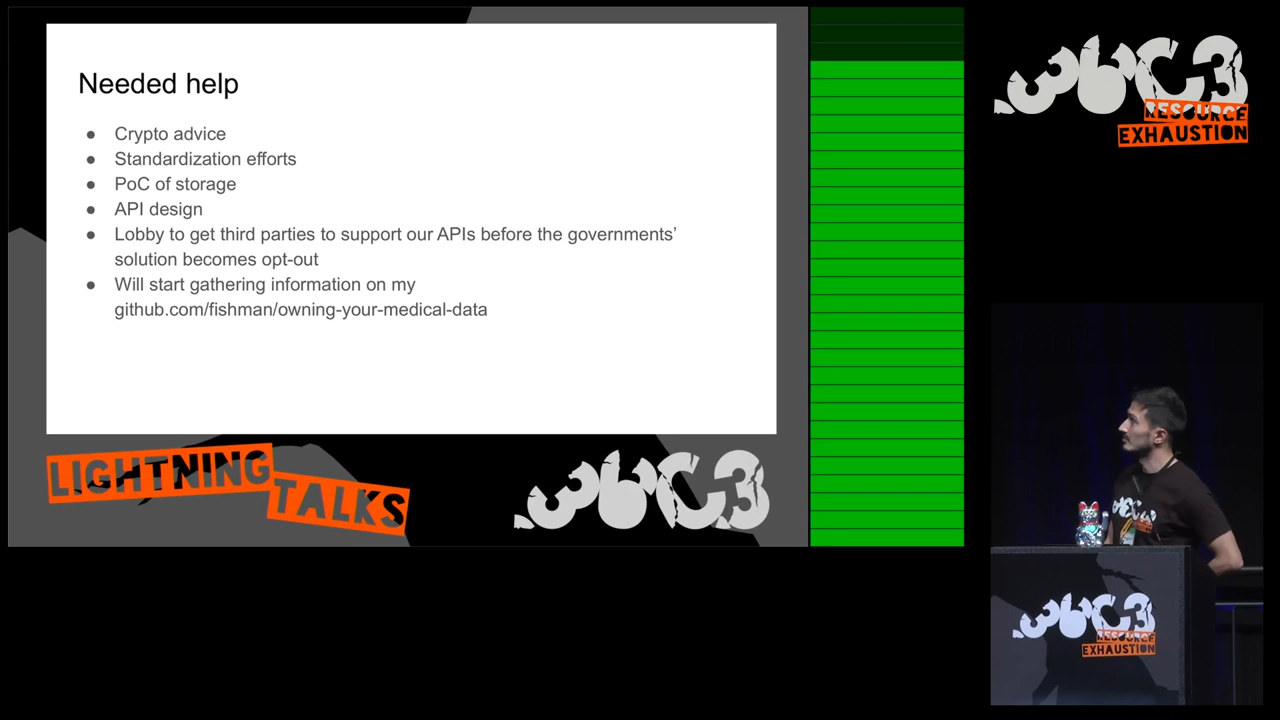 Needed help
● Crypto advice
● Standardization efforts
● PoC of storage
● API design
● Lobby to get third parties to support our APIs before the governments’
solution becomes opt-out
● Will start gathering information on my
github.com/fishman/owning-your-medical-data
LIGHTNING
TALKS
36C3
36C3
RESOURCE
EXHAUSTION
36C3
RESOURCE
EXHAUSTION